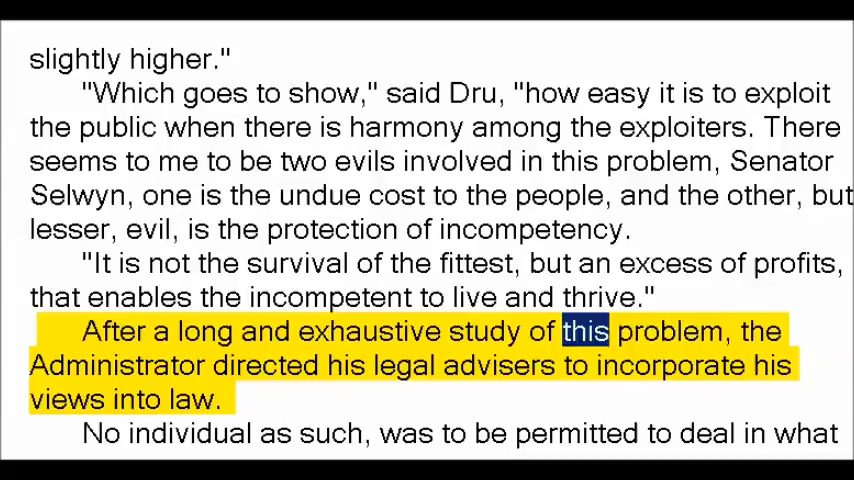 slightly higher."
"Which goes to show," said Dru, "how easy it is to exploit
the public when there is harmony among the exploiters. There
seems to me to be two evils involved in this problem, Senator
Selwyn, one is the undue cost to the people, and the other, but
lesser, evil, is the protection of incompetency.
"It is not the survival of the fittest, but an excess of profits,
that enables the incompetent to live and thrive."
After a long and exhaustive study of this problem, the
Administrator directed his legal advisers to incorporate his
views into law.
No individual as such, was to be permitted to deal in what